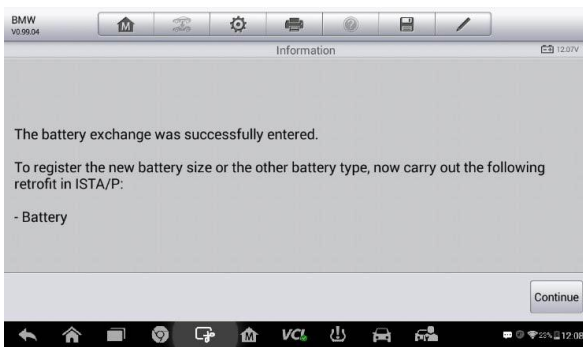 BMW
V0.99.04
M
Information
12.07V
The battery exchange was successfully entered.
To register the new battery size or the other battery type, now carry out the following
retrofit in ISTA/P:
- Battery
Continue
M VCI 22% 12:08